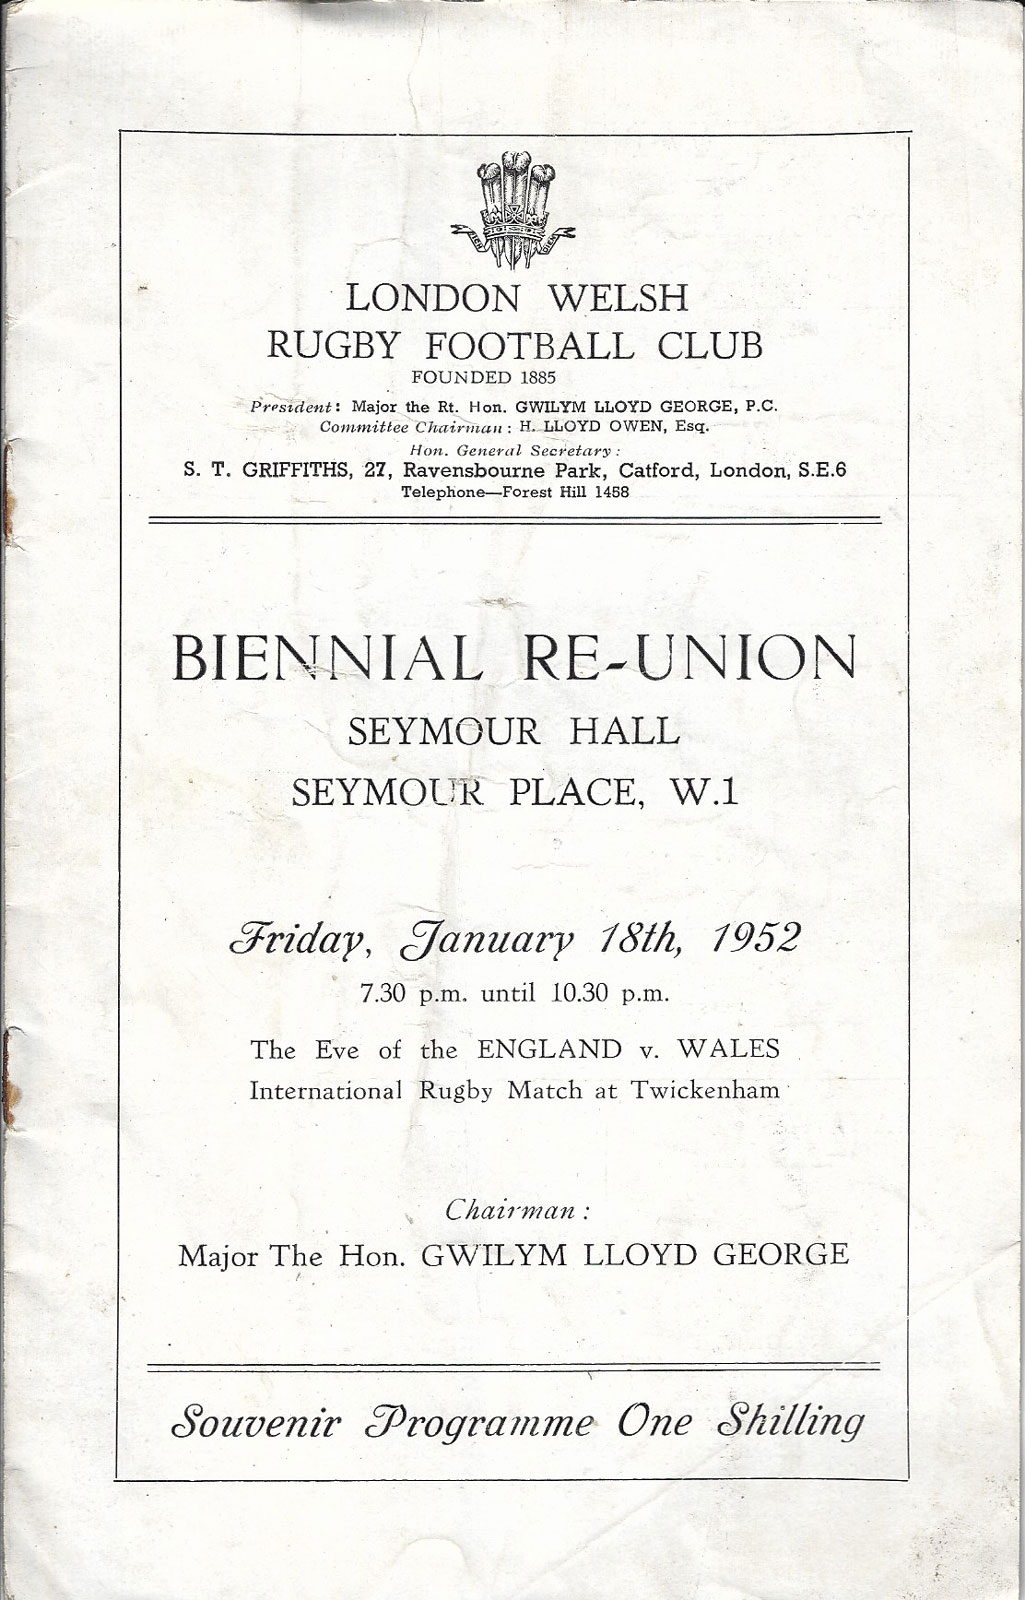 LONDON WELSH
RUGBY FOOTBALL CLUB
FOUNDED 1885
President: Major the Rt. Hon. GWILYM LLOYD GEORGE, P.C.
Committee Chairman: H. LLOYD OWEN, Esq.
Hon. General Secretary:
S. T. GRIFFITHS, 27, Ravensbourne Park, Catford, London, S.E.6
Telephone—Forest Hill 1458
BIENNIAL RE-UNION
SEYMOUR HALL
SEYMOUR PLACE, W.1
Friday, January 18th, 1952
7.30 p.m. until 10.30 p.m.
The Eve of the ENGLAND v. WALES
International Rugby Match at Twickenham
Chairman:
Major The Hon. GWILYM LLOYD GEORGE
Souvenir Programme One Shilling